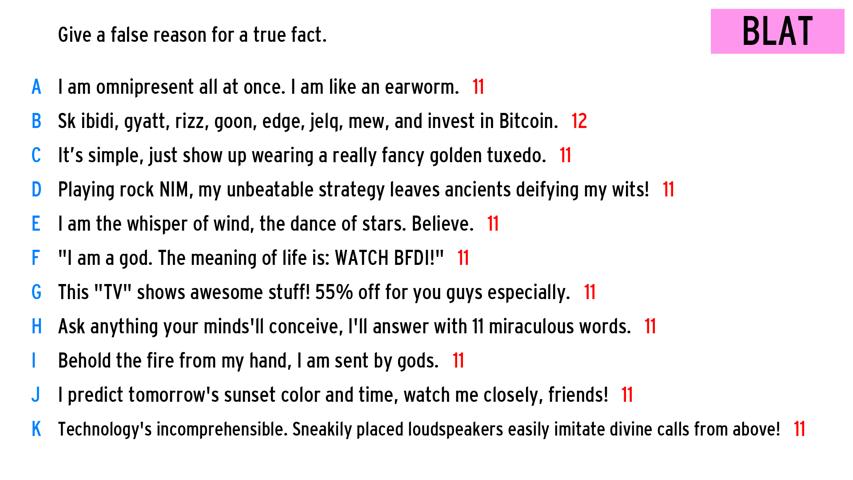 Give a false reason for a true fact.
BLAT
A I am omnipresent all at once. I am like an earworm. 11
B Sk ibidi, gyatt, rizz, goon, edge, jelq, mew, and invest in Bitcoin. 12
C It’s simple, just show up wearing a really fancy golden tuxedo. 11
D Playing rock NIM, my unbeatable strategy leaves ancients deifying my wits! 11
E I am the whisper of wind, the dance of stars. Believe. 11
F "I am a god. The meaning of life is: WATCH BFDI!" 11
G This "TV" shows awesome stuff! 55% off for you guys especially. 11
H Ask anything your minds'll conceive, I'll answer with 11 miraculous words. 11
I Behold the fire from my hand, I am sent by gods. 11
J I predict tomorrow's sunset color and time, watch me closely, friends! 11
K Technology's incomprehensible. Sneakily placed loudspeakers easily imitate divine calls from above! 11